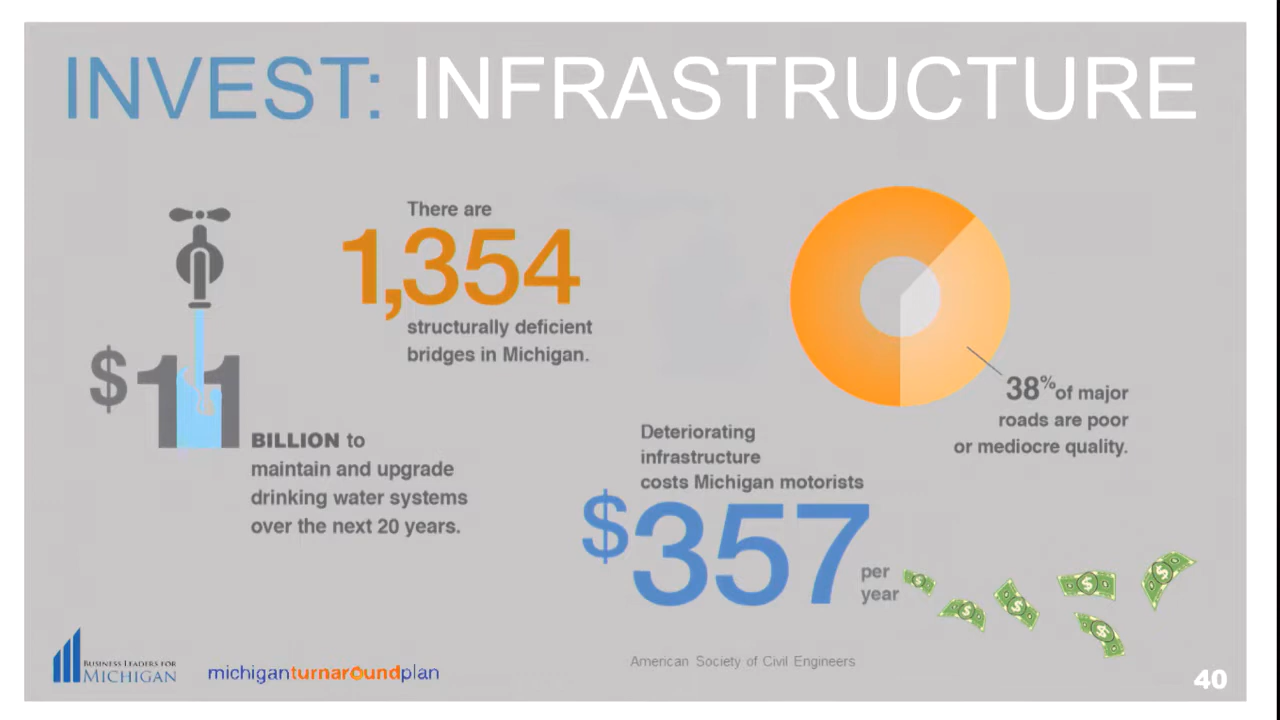 INVEST: INFRASTRUCTURE
There are
1,354
structurally deficient
bridges in Michigan.
$11
BILLION to
maintain and upgrade
drinking water systems
over the next 20 years.
38% of major
roads are poor
or mediocre quality.
Deteriorating
infrastructure
costs Michigan motorists
$357
per
year
BUSINESS LEADERS FOR
MICHIGAN
michiganturnaroundplan
American Society of Civil Engineers
40